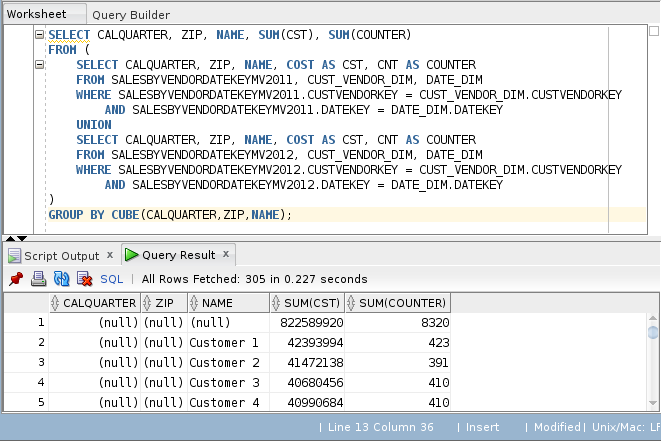 Worksheet Query Builder
SELECT CALQUARTER, ZIP, NAME, SUM(CST), SUM(COUNTER)
FROM (
SELECT CALQUARTER, ZIP, NAME, COST AS CST, CNT AS COUNTER
FROM SALESBYVENDORDATEKEYMV2011, CUST_VENDOR_DIM, DATE_DIM
WHERE SALESBYVENDORDATEKEYMV2011.CUSTVENDORKEY = CUST_VENDOR_DIM.CUSTVENDORKEY
AND SALESBYVENDORDATEKEYMV2011.DATEKEY = DATE_DIM.DATEKEY
UNION
SELECT CALQUARTER, ZIP, NAME, COST AS CST, CNT AS COUNTER
FROM SALESBYVENDORDATEKEYMV2012, CUST_VENDOR_DIM, DATE_DIM
WHERE SALESBYVENDORDATEKEYMV2012.CUSTVENDORKEY = CUST_VENDOR_DIM.CUSTVENDORKEY
AND SALESBYVENDORDATEKEYMV2012.DATEKEY = DATE_DIM.DATEKEY
)
GROUP BY CUBE(CALQUARTER,ZIP,NAME);
Script Output x Query Result x
SQL | All Rows Fetched: 305 in 0.227 seconds
CALQUARTER ZIP NAME SUM(CST) SUM(COUNTER)
1 (null) (null) (null) 822589920 8320
2 (null) (null) Customer 1 42393994 423
3 (null) (null) Customer 2 41472138 391
4 (null) (null) Customer 3 40680456 410
5 (null) (null) Customer 4 40990684 410
| Line 13 Column 36 | Insert | Modified | Unix/Mac: LF